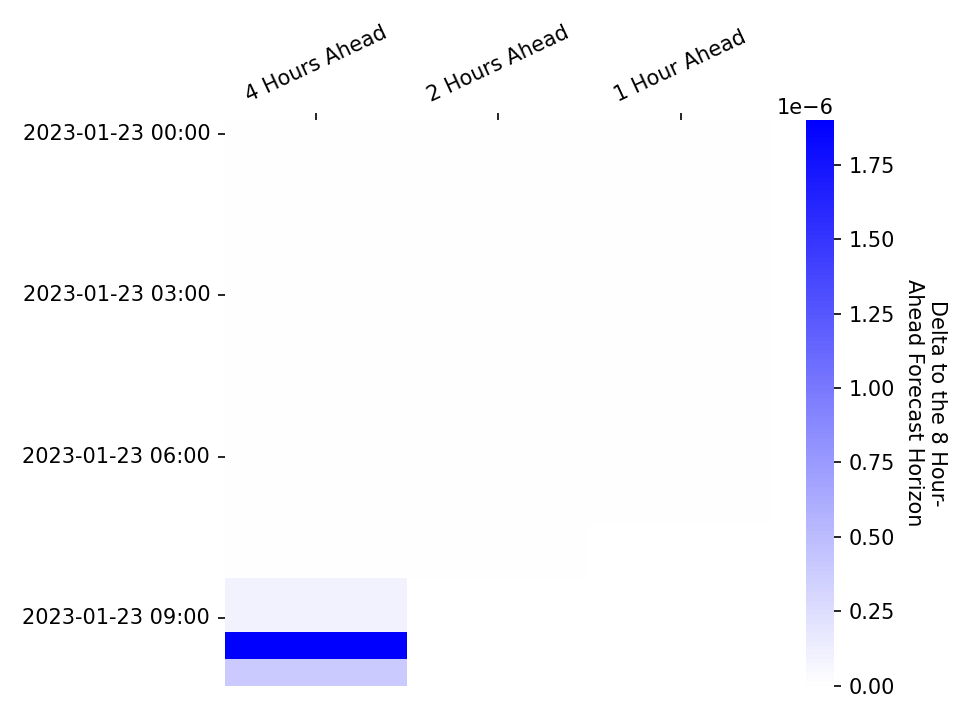 4 Hours Ahead
2 Hours Ahead
1 Hour Ahead
1e−6
2023-01-23 00:00
2023-01-23 03:00
2023-01-23 06:00
2023-01-23 09:00
1.75
1.50
1.25
1.00
0.75
0.50
0.25
0.00
Delta to the 8 Hour-
Ahead Forecast Horizon